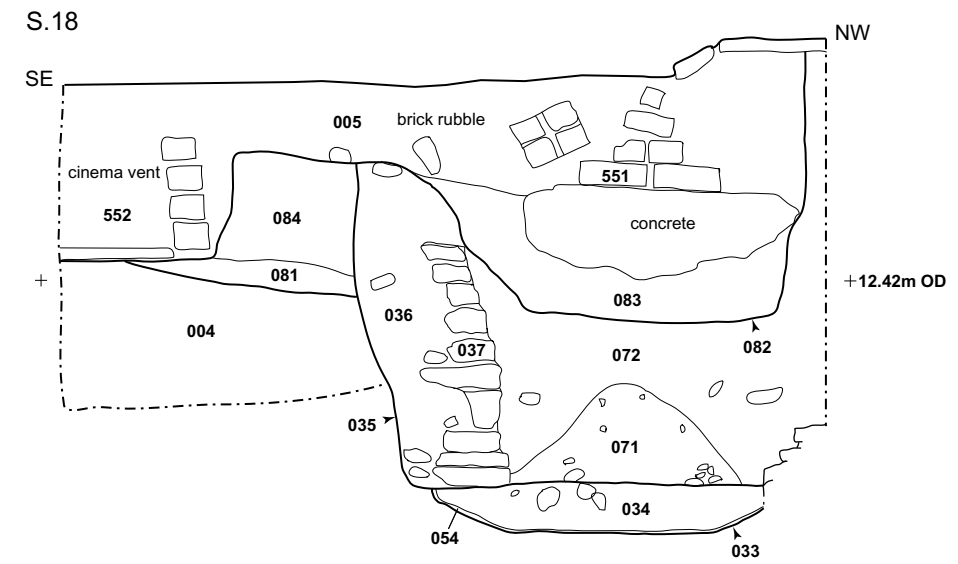 S.18
NW
SE
005
brick rubble
cinema vent
551
552
084
concrete
081
+12.42m OD
083
036
004
082
037
072
035
071
034
054
033